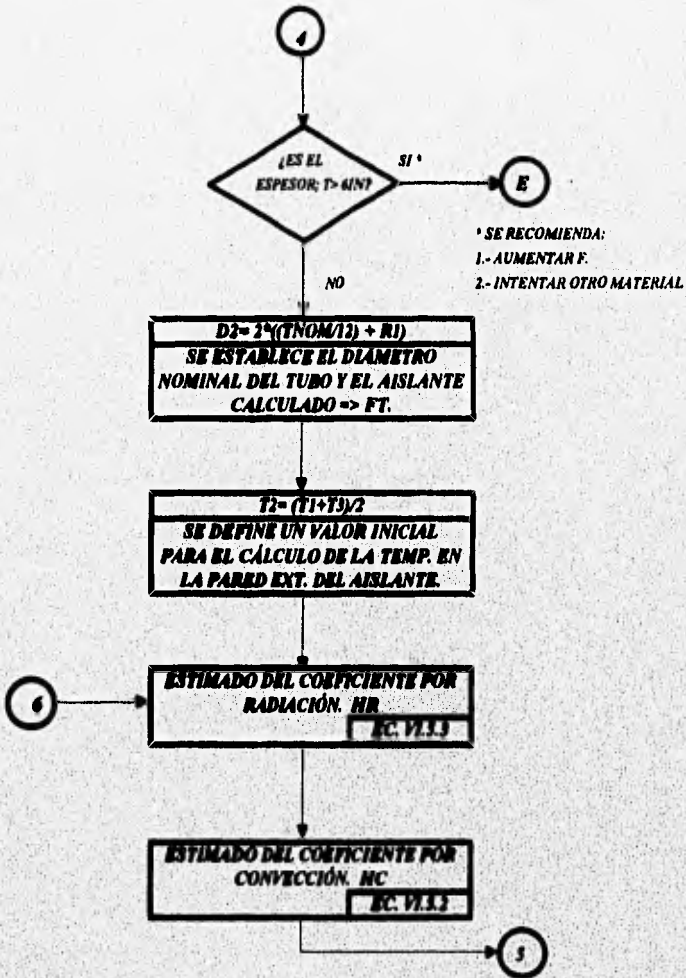 4
¿ES EL
ESPESOR; T> 6IN?
SI *
E
* SE RECOMIENDA:
1.- AUMENTAR F.
2.- INTENTAR OTRO MATERIAL
NO
D2= 2*((TNOM/12) + R1)
SE ESTABLECE EL DIÁMETRO
NOMINAL DEL TUBO Y EL AISLANTE
CALCULADO => FT.
T2= (T1+T3)/2
SE DEFINE UN VALOR INICIAL
PARA EL CÁLCULO DE LA TEMP. EN
LA PARED EXT. DEL AISLANTE.
6
ESTIMADO DEL COEFICIENTE POR
RADIACIÓN. HR
EC. VI.3.3
ESTIMADO DEL COEFICIENTE POR
CONVECCIÓN. HC
EC. VI.3.2
5